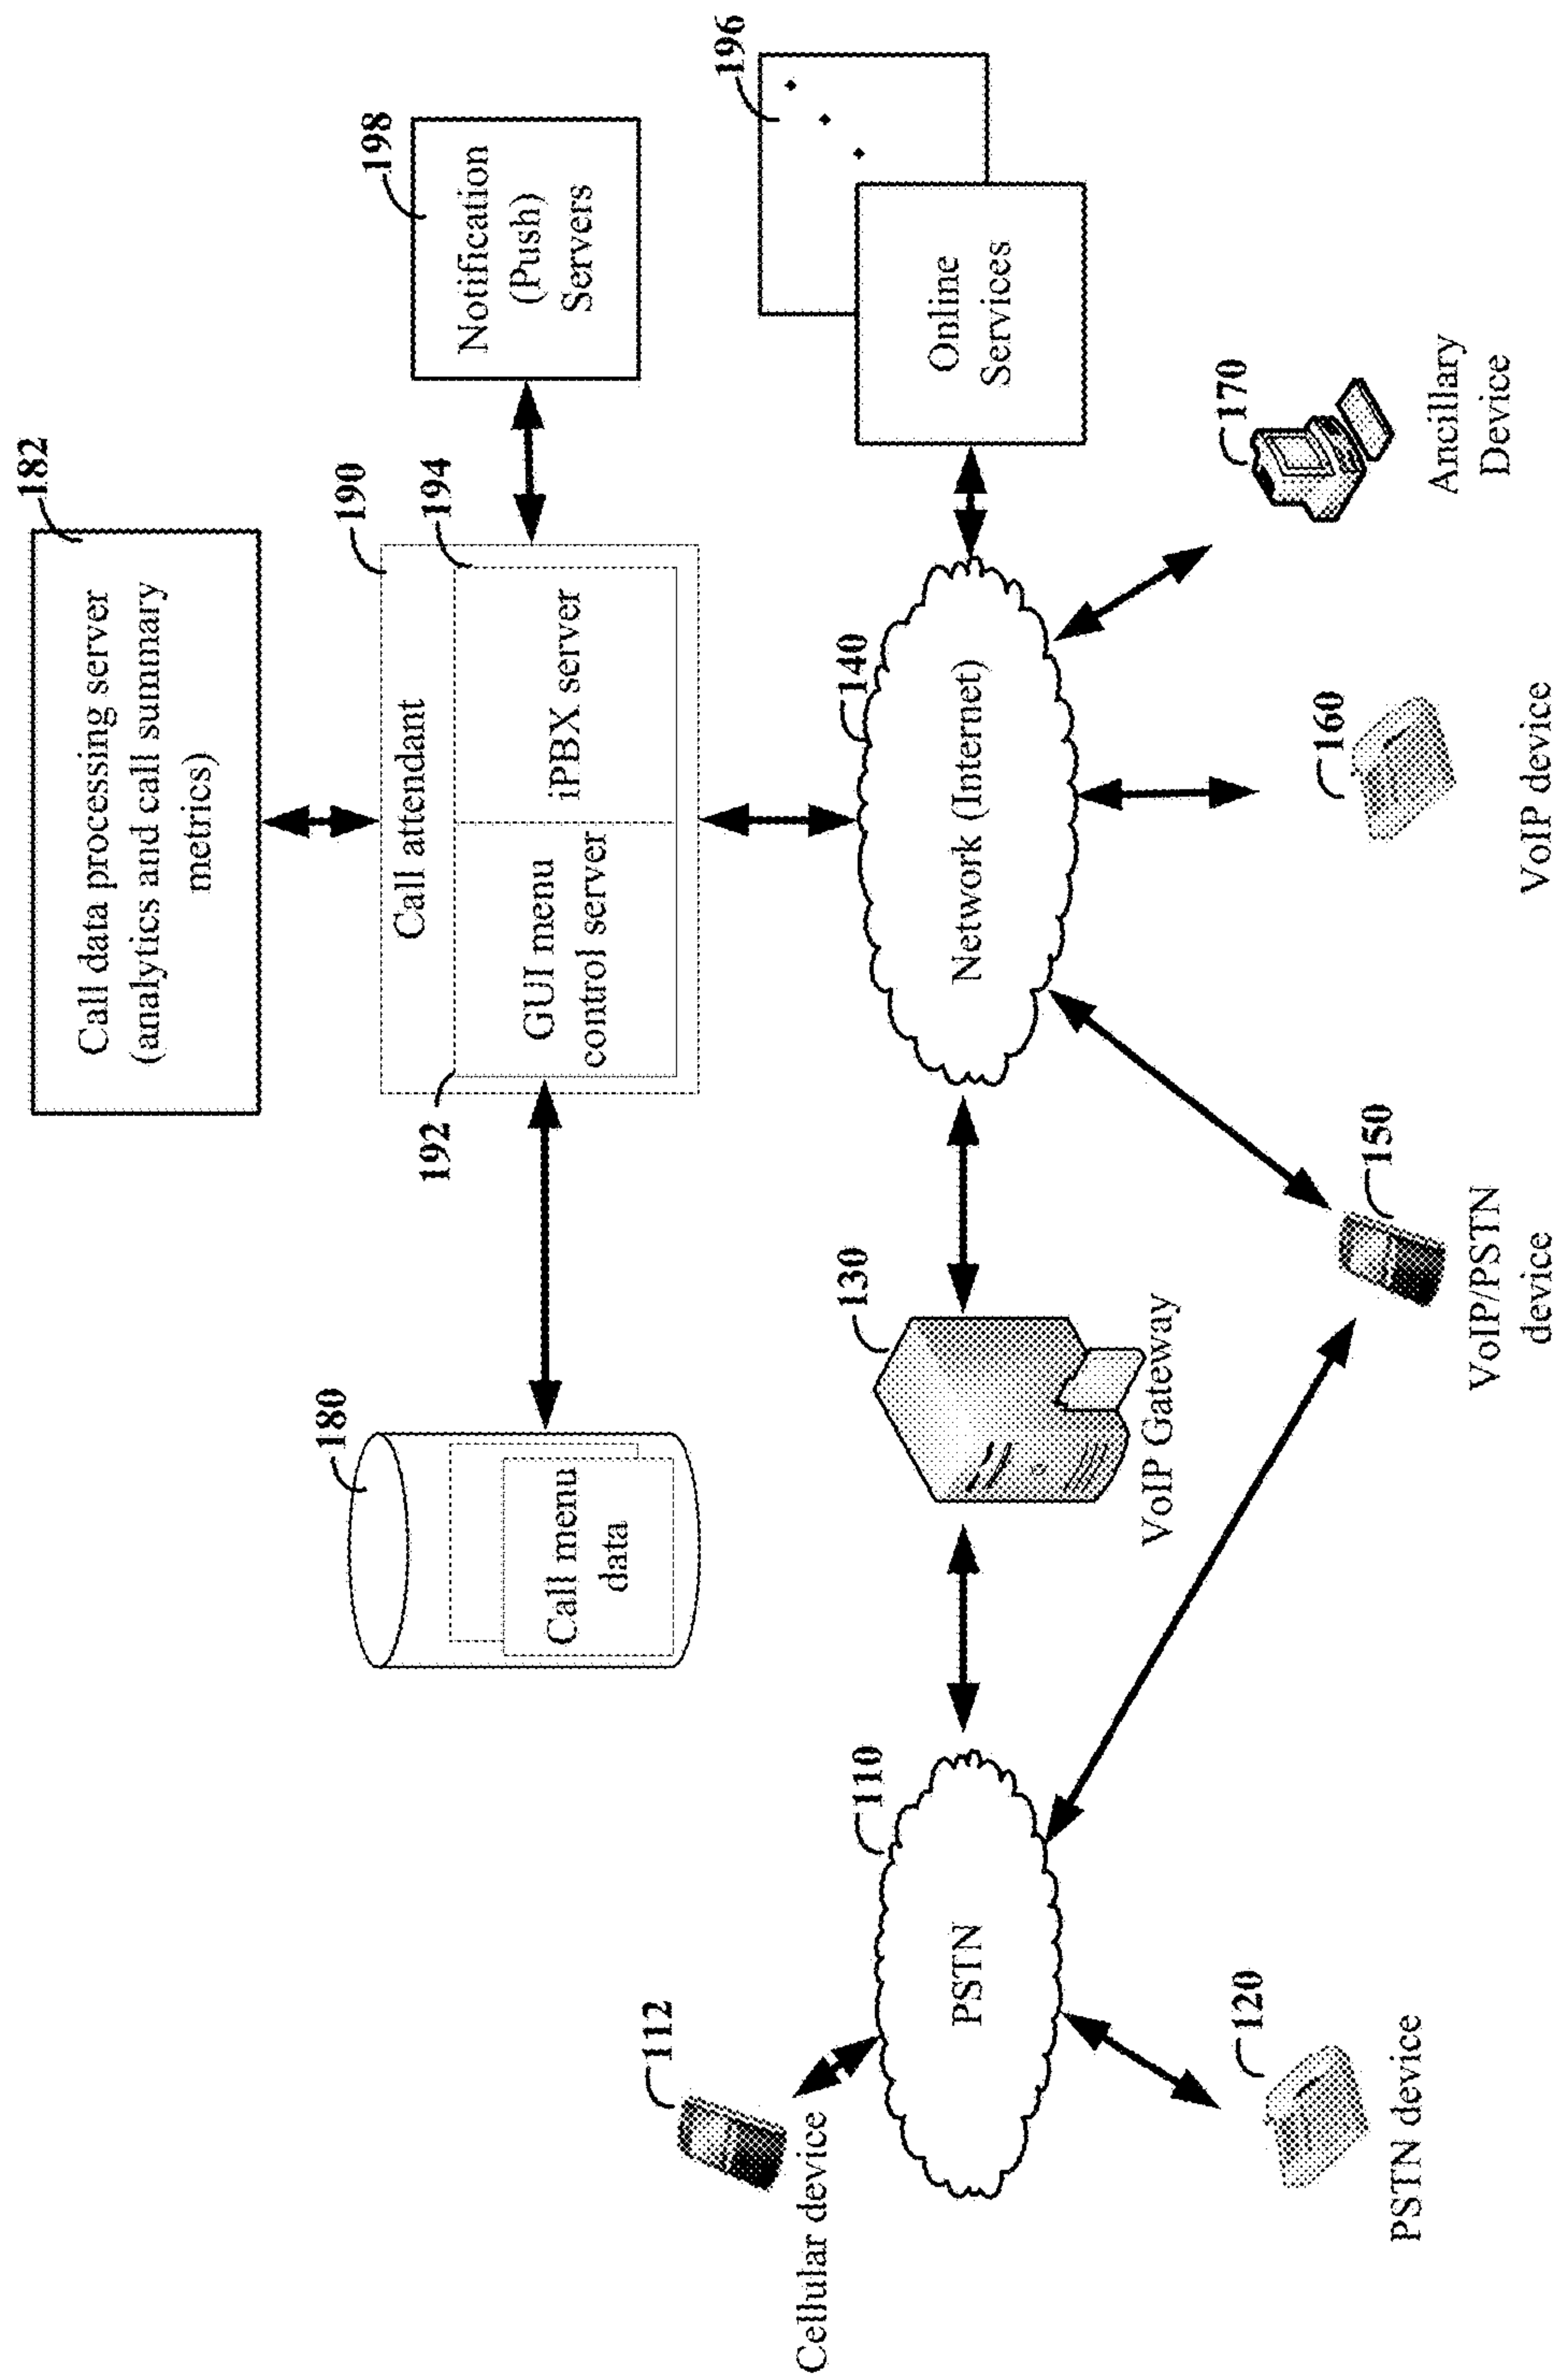 182
Call data processing server
(analytics and call summary
metrics)
190
Call attendant
192
GUI menu
control server
194
iPBX server
198
Notification
(Push)
Servers
180
Call menu
data
196
Online
Services
112
Cellular device
110
PSTN
130
VoIP Gateway
140
Network (Internet)
120
PSTN device
150
VoIP/PSTN
device
160
VoIP device
170
Ancillary
Device